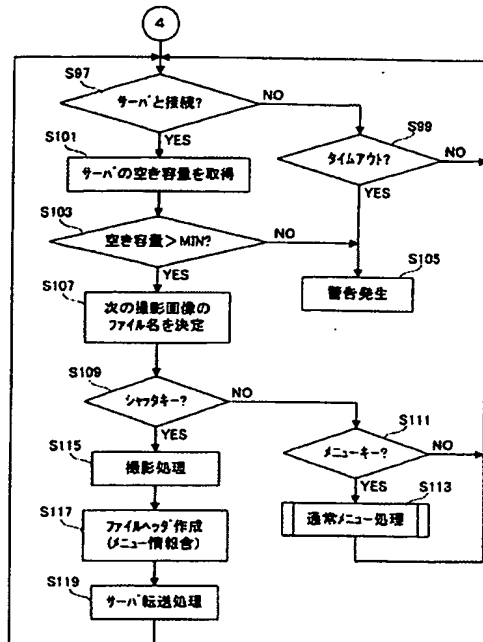 4
S97
サーバと接続?
NO
YES
S99
タイムアウト?
NO
YES
S101
サーバの空き容量を取得
S103
空き容量>MIN?
NO
YES
S105
警告発生
S107
次の撮影画像の
ファイル名を決定
S109
シャッタキー?
NO
YES
S111
メニューキー?
NO
YES
S113
通常メニュー処理
S115
撮影処理
S117
ファイルヘッダ作成
(メニュー情報含)
S119
サーバ転送処理